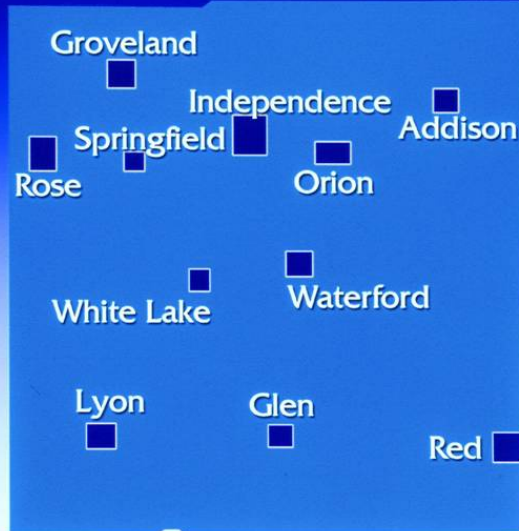 Groveland
Independence
Addison
Springfield
Orion
Rose
White Lake
Waterford
Lyon
Glen
Red